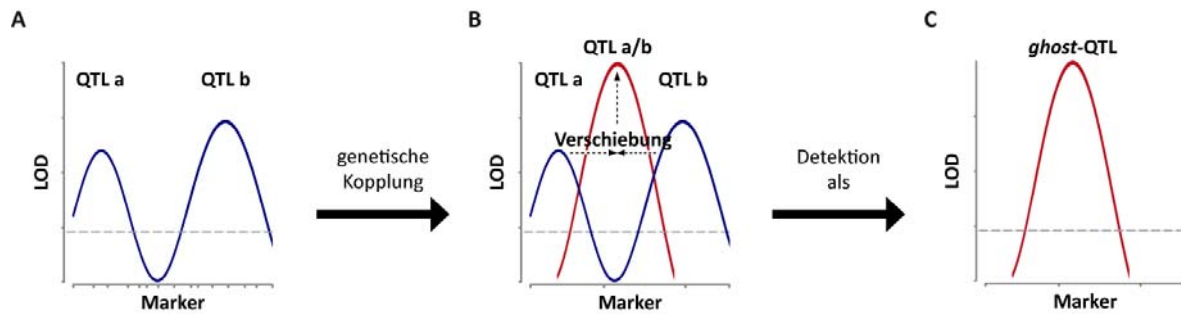 A
QTL a
QTL b
LOD
Marker
genetische
Kopplung
B
QTL a/b
QTL a
QTL b
Verschiebung
LOD
Marker
Detektion
als
C
ghost-QTL
LOD
Marker